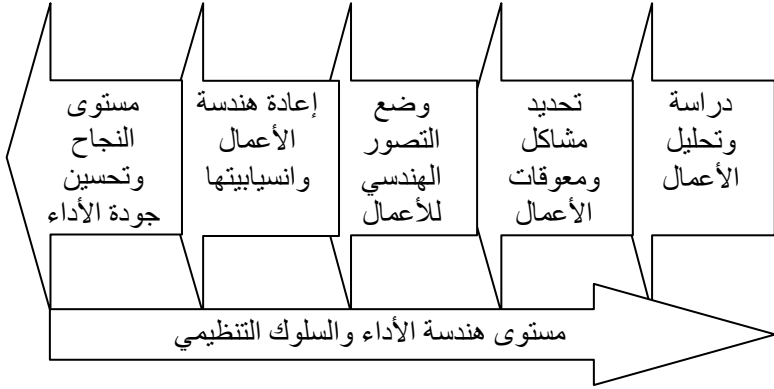 دراسة
وتحليل
الأعمال
تحديد
مشاكل
ومعوقات
الأعمال
وضع
التصور
الهندسي
للأعمال
إعادة هندسة
الأعمال
وانسيابيتها
مستوى
النجاح
وتحسين
جودة الأداء
مستوى هندسة الأداء والسلوك التنظيمي